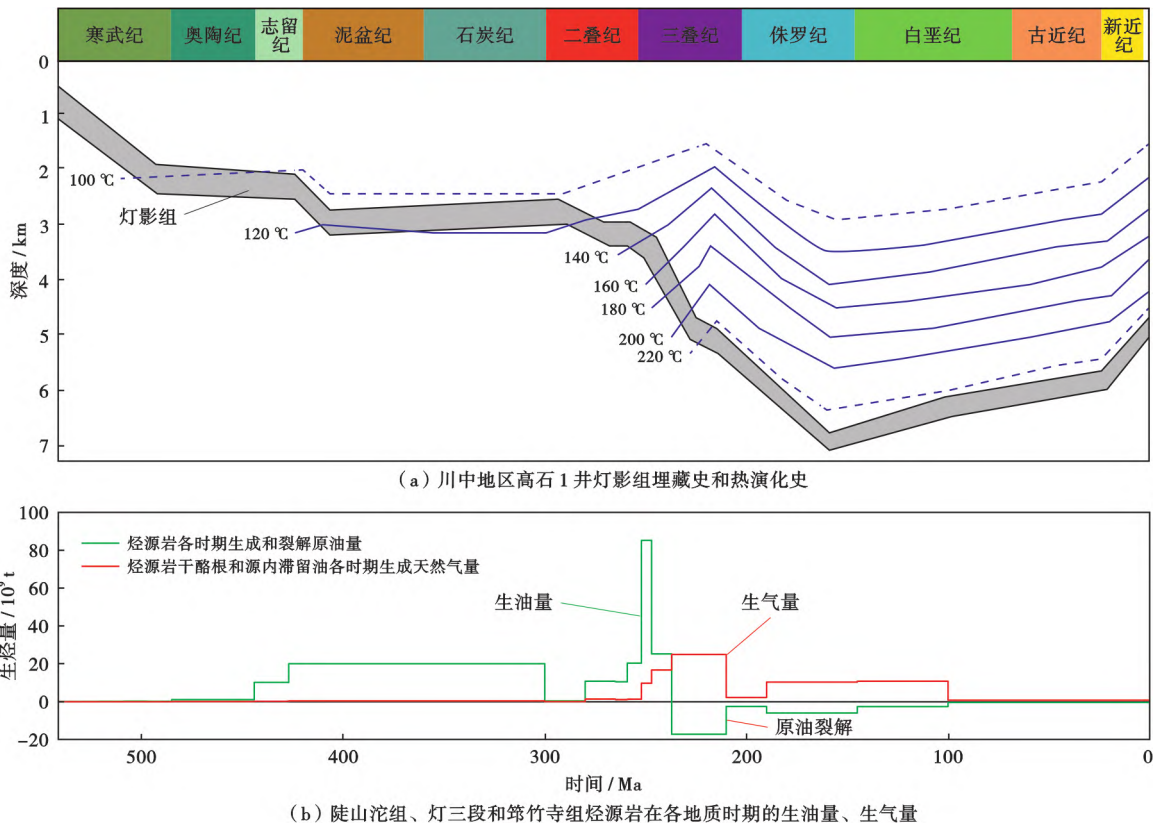 寒武纪 奥陶纪 志留纪 泥盆纪 石炭纪 二叠纪 三叠纪 侏罗纪 白垩纪 古近纪 新近纪
0
1
2
3
4
5
6
7
深度 / km
100 ℃
灯影组
120 ℃
140 ℃
160 ℃
180 ℃
200 ℃
220 ℃
（a）川中地区高石 1 井灯影组埋藏史和热演化史
100
80
60
40
20
0
-20
生烃量 / 10⁹ t
烃源岩各时期生成和裂解原油量
烃源岩干酪根和源内滞留油各时期生成天然气量
生油量
生气量
原油裂解
500 400 300 200 100 0
时间 / Ma
（b）陡山沱组、灯三段和筇竹寺组烃源岩在各地质时期的生油量、生气量